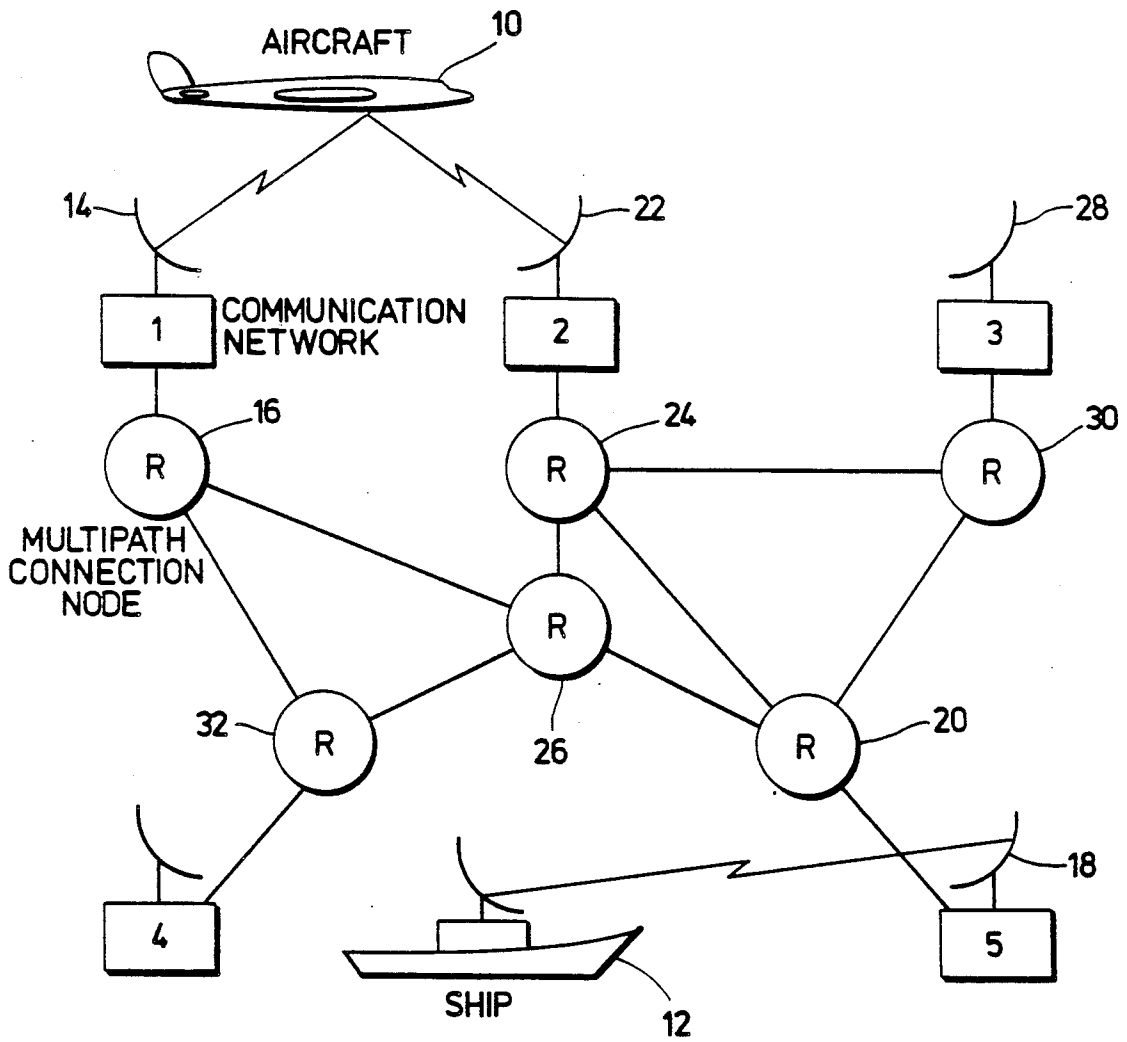 10
AIRCRAFT
14
22
28
1
COMMUNICATION
NETWORK
2
3
16
24
30
R
R
R
MULTIPATH
CONNECTION
NODE
R
32
26
20
R
R
18
4
5
SHIP
12